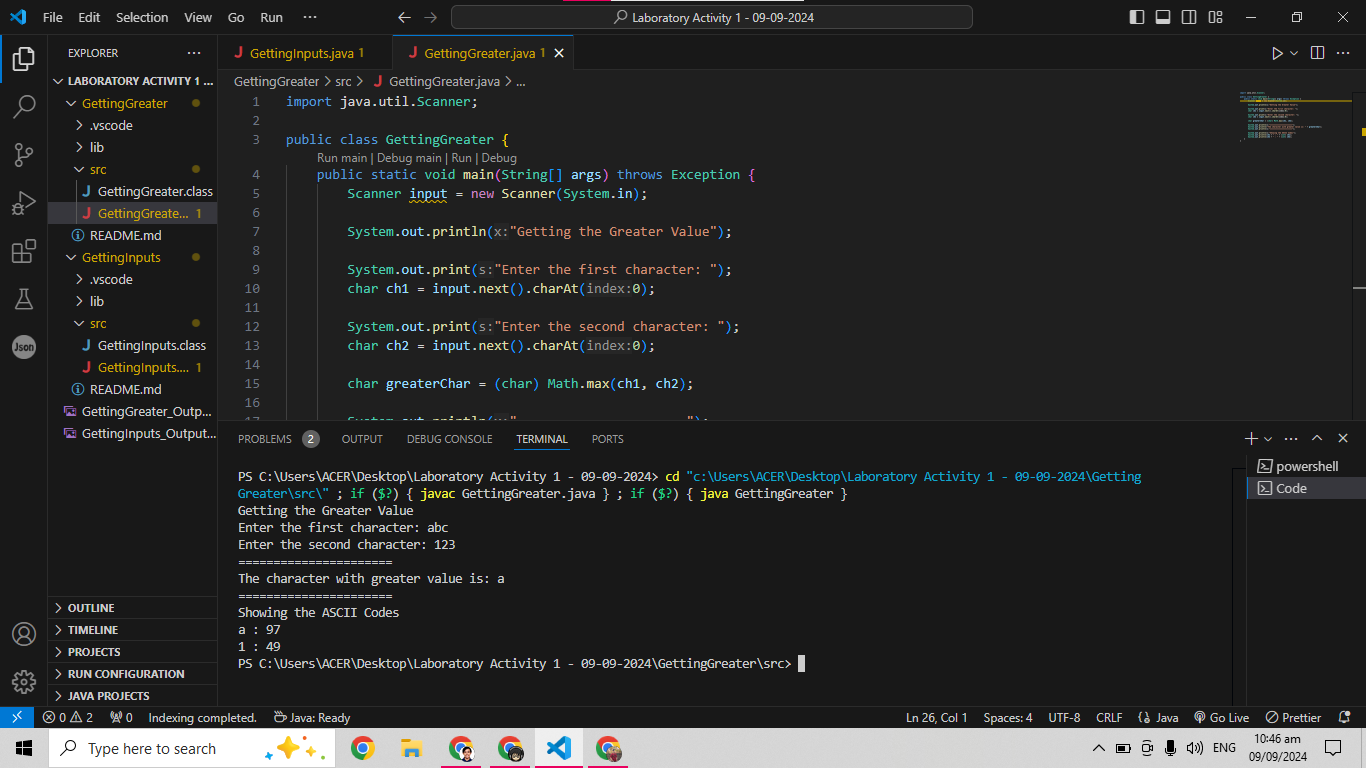 File Edit Selection View Go Run ··· Laboratory Activity 1 - 09-09-2024
EXPLORER ···
LABORATORY ACTIVITY 1 ...
GettingGreater
.vscode
lib
src
GettingGreater.class
GettingGreate... 1
README.md
GettingInputs
.vscode
lib
src
GettingInputs.class
GettingInputs.... 1
README.md
GettingGreater_Outp...
GettingInputs_Output...
OUTLINE
TIMELINE
PROJECTS
RUN CONFIGURATION
JAVA PROJECTS
Json
GettingInputs.java 1 GettingGreater.java 1
GettingGreater > src > GettingGreater.java > ...
1 import java.util.Scanner;
2
3 public class GettingGreater {
Run main | Debug main | Run | Debug
4 public static void main(String[] args) throws Exception {
5 Scanner input = new Scanner(System.in);
6
7 System.out.println(x:"Getting the Greater Value");
8
9 System.out.print(s:"Enter the first character: ");
10 char ch1 = input.next().charAt(index:0);
11
12 System.out.print(s:"Enter the second character: ");
13 char ch2 = input.next().charAt(index:0);
14
15 char greaterChar = (char) Math.max(ch1, ch2);
16
PROBLEMS 2 OUTPUT DEBUG CONSOLE TERMINAL PORTS
PS C:\Users\ACER\Desktop\Laboratory Activity 1 - 09-09-2024> cd "c:\Users\ACER\Desktop\Laboratory Activity 1 - 09-09-2024\Getting
Greater\src\" ; if ($?) { javac GettingGreater.java } ; if ($?) { java GettingGreater }
Getting the Greater Value
Enter the first character: abc
Enter the second character: 123
======================
The character with greater value is: a
======================
Showing the ASCII Codes
a : 97
1 : 49
PS C:\Users\ACER\Desktop\Laboratory Activity 1 - 09-09-2024\GettingGreater\src>
powershell
Code
0 2 0 Indexing completed. Java: Ready Ln 26, Col 1 Spaces: 4 UTF-8 CRLF {} Java Go Live Prettier
Type here to search
ENG
10:46 am
09/09/2024